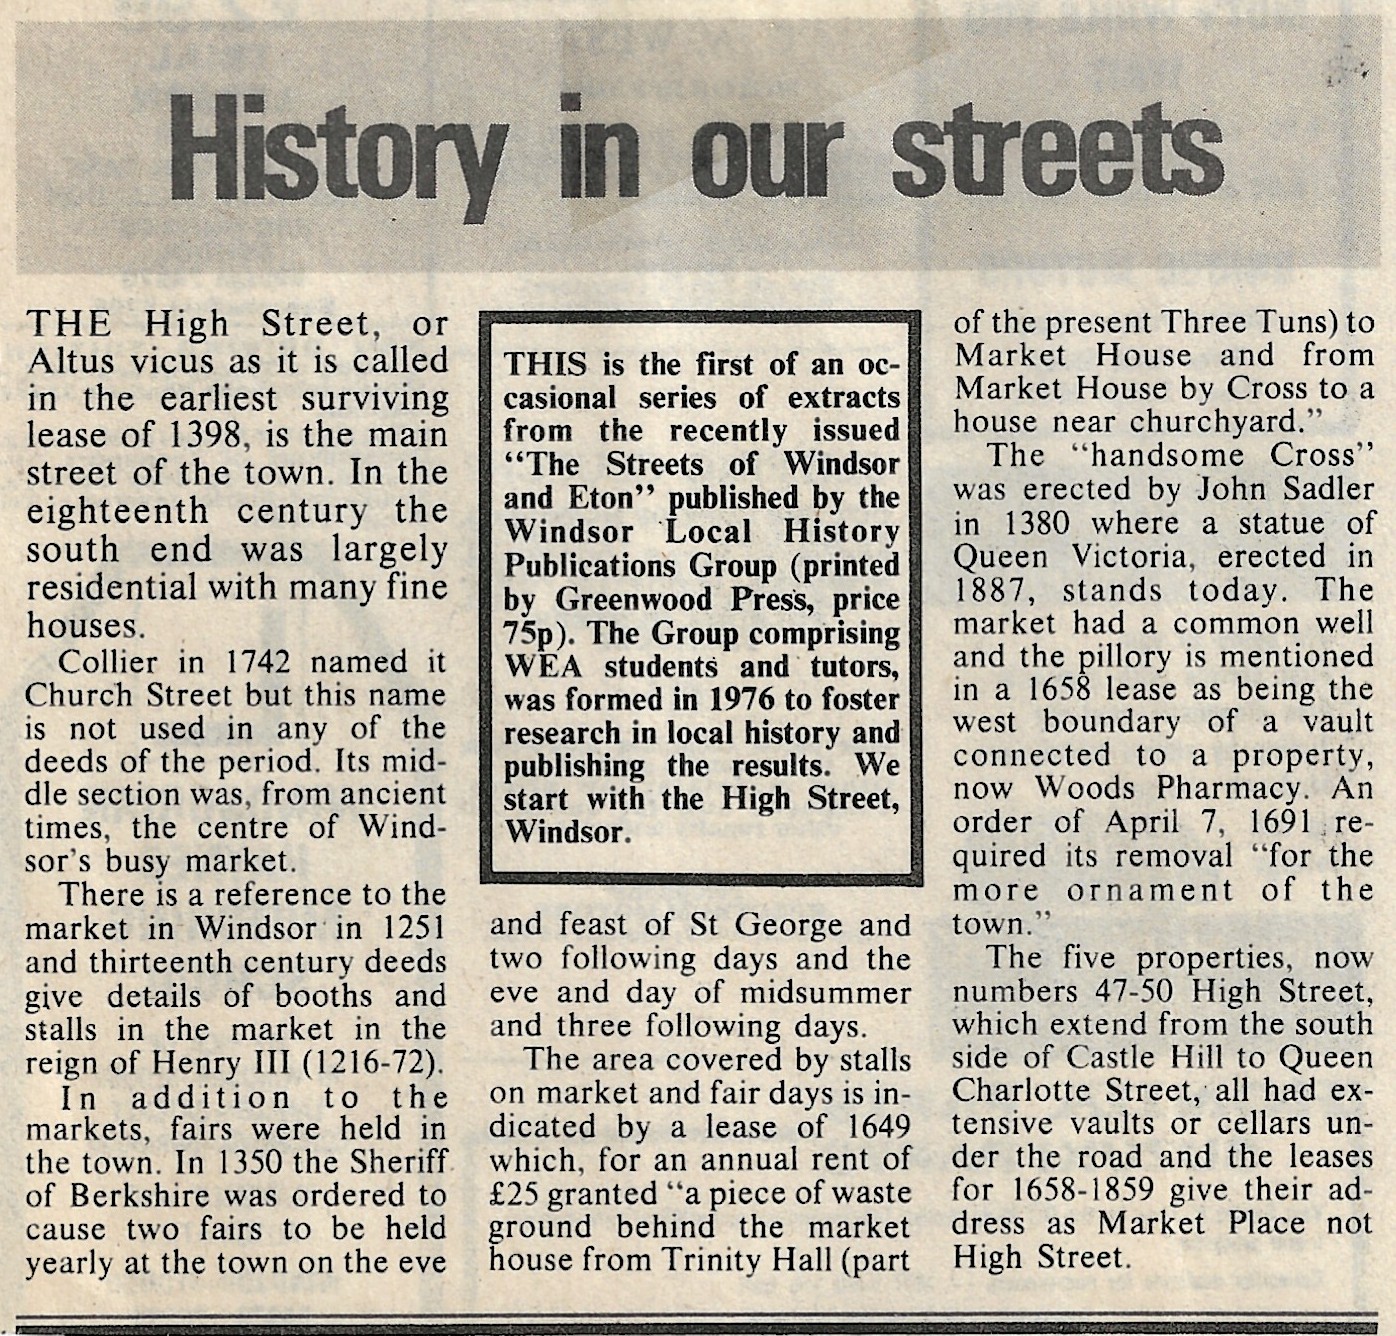 History in our streets
THE High Street, or
Altus vicus as it is called
in the earliest surviving
lease of 1398, is the main
street of the town. In the
eighteenth century the
south end was largely
residential with many fine
houses.
Collier in 1742 named it
Church Street but this name
is not used in any of the
deeds of the period. Its mid-
dle section was, from ancient
times, the centre of Wind-
sor's busy market.
There is a reference to the
market in Windsor in 1251
and thirteenth century deeds
give details of booths and
stalls in the market in the
reign of Henry III (1216-72).
In addition to the
markets, fairs were held in
the town. In 1350 the Sheriff
of Berkshire was ordered to
cause two fairs to be held
yearly at the town on the eve
THIS is the first of an oc-
casional series of extracts
from the recently issued
“The Streets of Windsor
and Eton” published by the
Windsor Local History
Publications Group (printed
by Greenwood Press, price
75p). The Group comprising
WEA students and tutors,
was formed in 1976 to foster
research in local history and
publishing the results. We
start with the High Street,
Windsor.
and feast of St George and
two following days and the
eve and day of midsummer
and three following days.
The area covered by stalls
on market and fair days is in-
dicated by a lease of 1649
which, for an annual rent of
£25 granted “a piece of waste
ground behind the market
house from Trinity Hall (part
of the present Three Tuns) to
Market House and from
Market House by Cross to a
house near churchyard.”
The “handsome Cross”
was erected by John Sadler
in 1380 where a statue of
Queen Victoria, erected in
1887, stands today. The
market had a common well
and the pillory is mentioned
in a 1658 lease as being the
west boundary of a vault
connected to a property,
now Woods Pharmacy. An
order of April 7, 1691 re-
quired its removal “for the
more ornament of the
town.”
The five properties, now
numbers 47-50 High Street,
which extend from the south
side of Castle Hill to Queen
Charlotte Street, all had ex-
tensive vaults or cellars un-
der the road and the leases
for 1658-1859 give their ad-
dress as Market Place not
High Street.